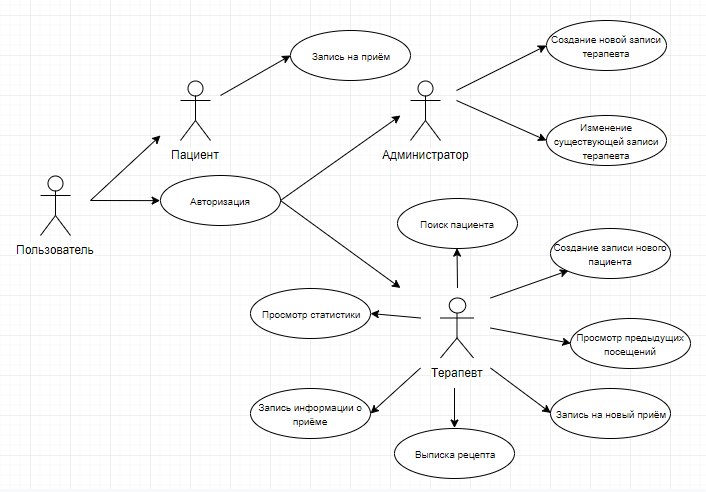 Создание новой записи
терапевта
Запись на приём
Изменение
существующей записи
терапевта
Пациент
Администратор
Авторизация
Пользователь
Поиск пациента
Создание записи нового
пациента
Просмотр статистики
Просмотр предыдущих
посещений
Терапевт
Запись информации о
приёме
Запись на новый приём
Выписка рецепта